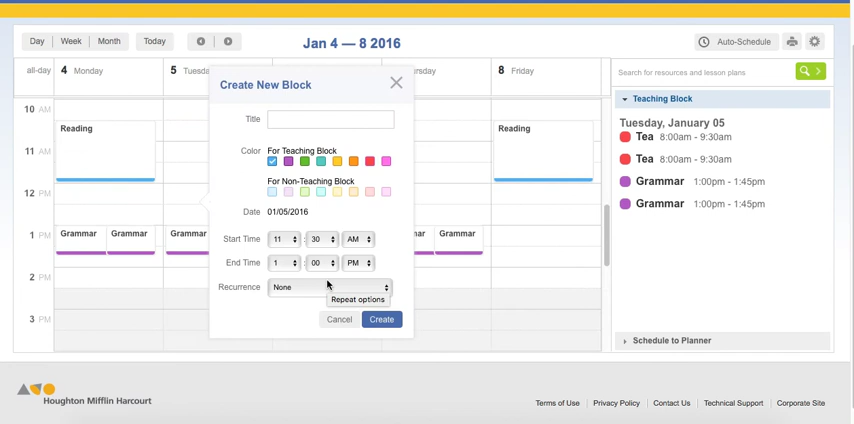 Day Week Month Today
Jan 4 — 8 2016
Auto-Schedule
all-day 4 Monday 5 Tuesda rsday 8 Friday
Search for resources and lesson plans
10 AM
11 AM
12 PM
1 PM
2 PM
3 PM
Reading
Grammar Grammar Grammar
ar Grammar
Reading
Create New Block
Title
Color For Teaching Block
For Non-Teaching Block
Date 01/05/2016
Start Time 11 : 30 AM
End Time 1 : 00 PM
Recurrence None
Repeat options
Cancel Create
Teaching Block
Tuesday, January 05
Tea 8:00am - 9:30am
Tea 8:00am - 9:30am
Grammar 1:00pm - 1:45pm
Grammar 1:00pm - 1:45pm
Schedule to Planner
Houghton Mifflin Harcourt
Terms of Use Privacy Policy Contact Us Technical Support Corporate Site